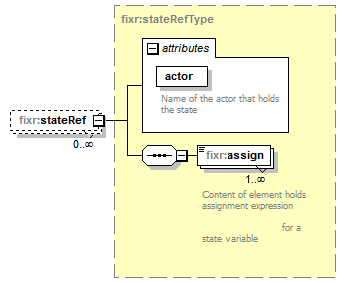 fixr:stateRefType
attributes
actor
Name of the actor that holds
the state
fixr:stateRef
0..∞
fixr:assign
1..∞
Content of element holds
assignment expression
for a
state variable